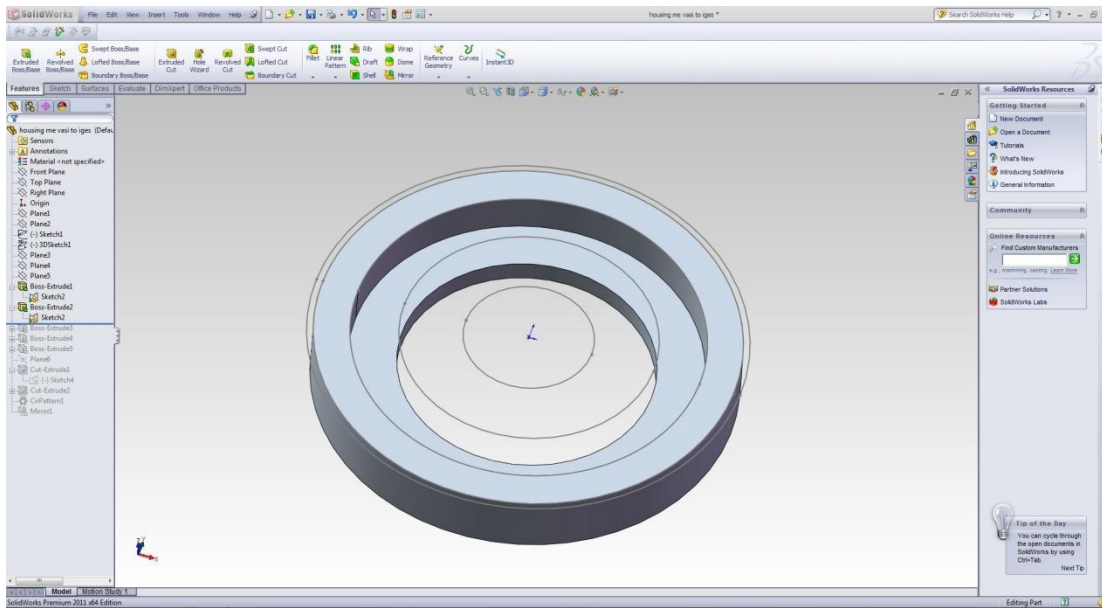 SolidWorks File Edit View Insert Tools Window Help housing me vasi to iges * Search SolidWorks Help
Extruded Boss/Base Revolved Boss/Base Swept Boss/Base Lofted Boss/Base Boundary Boss/Base Extruded Cut Hole Wizard Revolved Cut Swept Cut Lofted Cut Boundary Cut Fillet Linear Pattern Rib Draft Shell Wrap Dome Mirror Reference Geometry Curves Instant3D
Features Sketch Surfaces Evaluate DimXpert Office Products
housing me vasi to iges (Defau
Sensors
Annotations
Material <not specified>
Front Plane
Top Plane
Right Plane
Origin
Plane1
Plane2
(-) Sketch1
(-) 3DSketch1
Plane3
Plane4
Plane5
Boss-Extrude1
Sketch2
Boss-Extrude2
Sketch2
Boss-Extrude3
Boss-Extrude4
Boss-Extrude5
Plane6
Cut-Extrude1
(-) Sketch4
Cut-Extrude2
CirPattern1
Mirror1
SolidWorks Resources
Getting Started
New Document
Open a Document
Tutorials
What's New
Introducing SolidWorks
General Information
Community
Online Resources
Find Custom Manufacturers
e.g., machining, casting Learn More
Partner Solutions
SolidWorks Labs
Tip of the Day
You can cycle through
the open documents in
SolidWorks by using
Ctrl+Tab.
Next Tip
Model Motion Study 1
SolidWorks Premium 2011 x64 Edition Editing Part